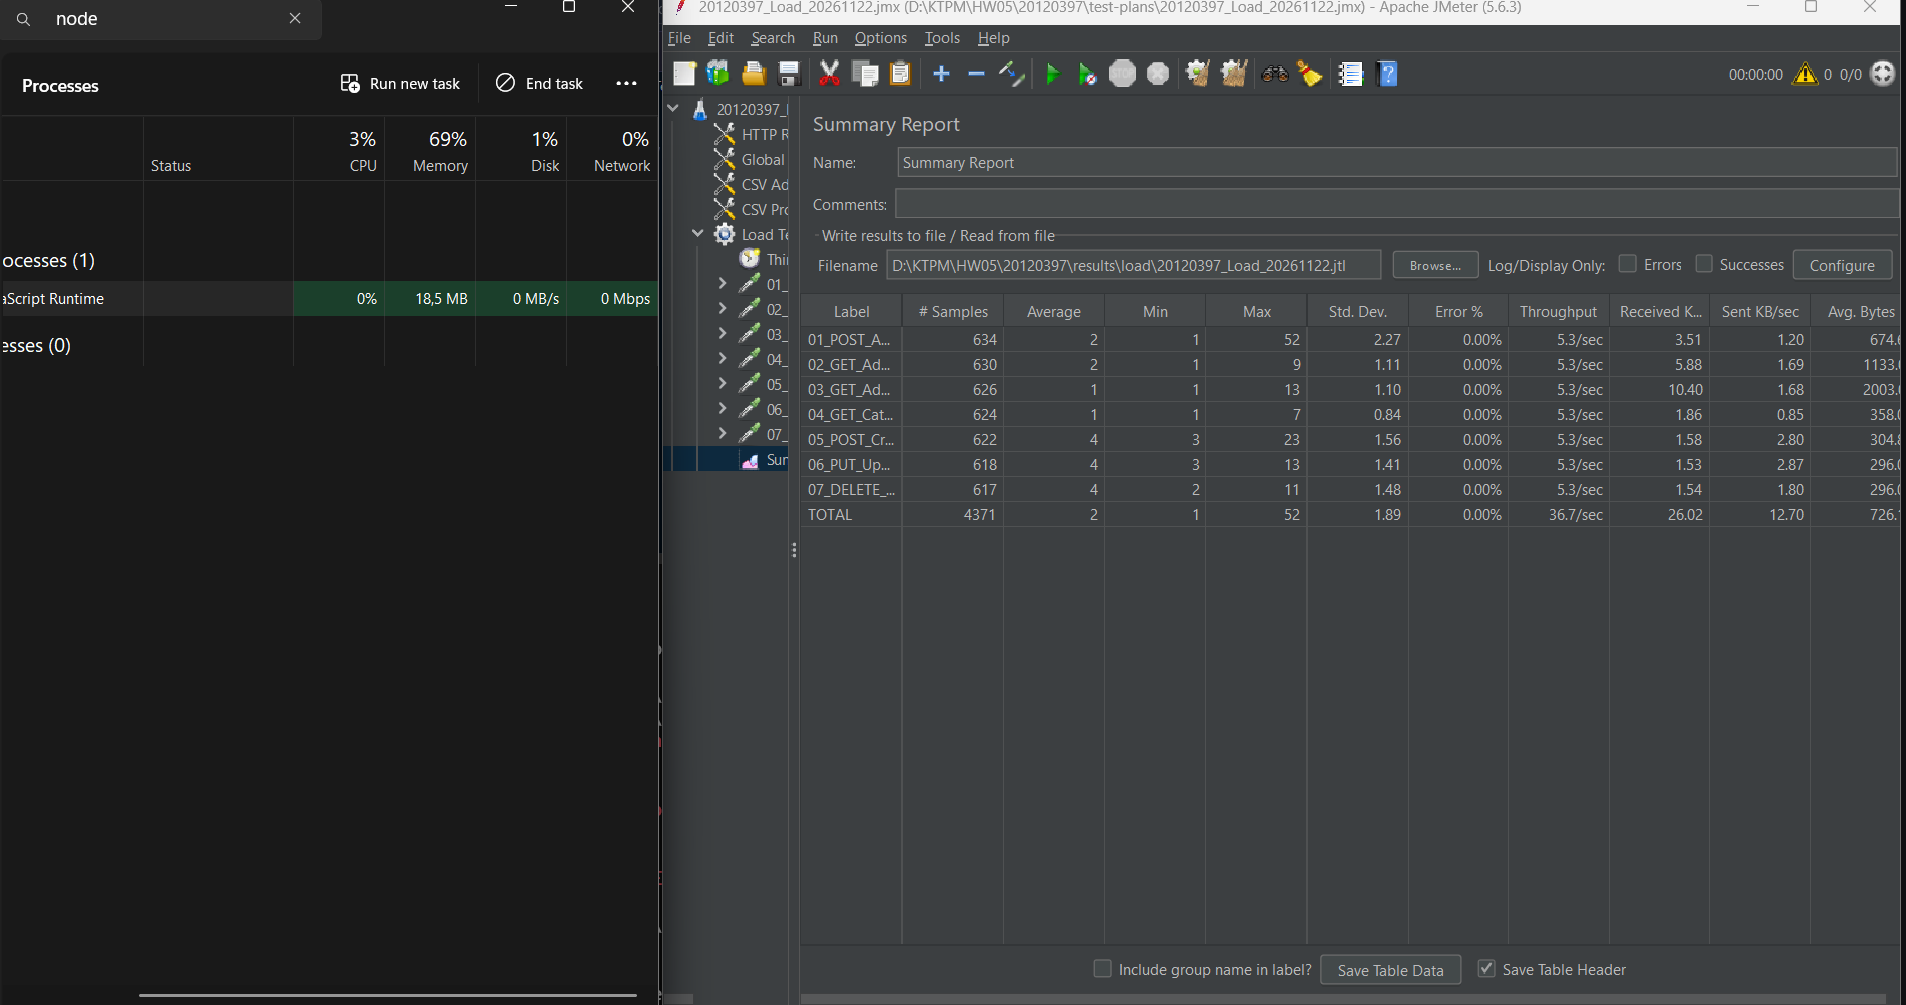 node
Processes
Run new task
End task
3% 69% 1% 0%
Status CPU Memory Disk Network
ocesses (1)
aScript Runtime 0% 18,5 MB 0 MB/s 0 Mbps
esses (0)
20120397_Load_20261122.jmx (D:\KTPM\HW05\20120397\test-plans\20120397_Load_20261122.jmx) - Apache JMeter (5.6.3)
File Edit Search Run Options Tools Help
STOP
00:00:00 0 0/0
20120397_
HTTP R
Global
CSV Ad
CSV Pro
Load Te
Thi
01_
02_
03_
04_
05_
06_
07_
Sum
Summary Report
Name: Summary Report
Comments:
Write results to file / Read from file
Filename D:\KTPM\HW05\20120397\results\load\20120397_Load_20261122.jtl Browse... Log/Display Only: Errors Successes Configure
Label # Samples Average Min Max Std. Dev. Error % Throughput Received K... Sent KB/sec Avg. Bytes
01_POST_A... 634 2 1 52 2.27 0.00% 5.3/sec 3.51 1.20 674.
02_GET_Ad... 630 2 1 9 1.11 0.00% 5.3/sec 5.88 1.69 1133.
03_GET_Ad... 626 1 1 13 1.10 0.00% 5.3/sec 10.40 1.68 2003.
04_GET_Cat... 624 1 1 7 0.84 0.00% 5.3/sec 1.86 0.85 358.
05_POST_Cr... 622 4 3 23 1.56 0.00% 5.3/sec 1.58 2.80 304.
06_PUT_Up... 618 4 3 13 1.41 0.00% 5.3/sec 1.53 2.87 296.
07_DELETE_... 617 4 2 11 1.48 0.00% 5.3/sec 1.54 1.80 296.
TOTAL 4371 2 1 52 1.89 0.00% 36.7/sec 26.02 12.70 726.
Include group name in label? Save Table Data Save Table Header